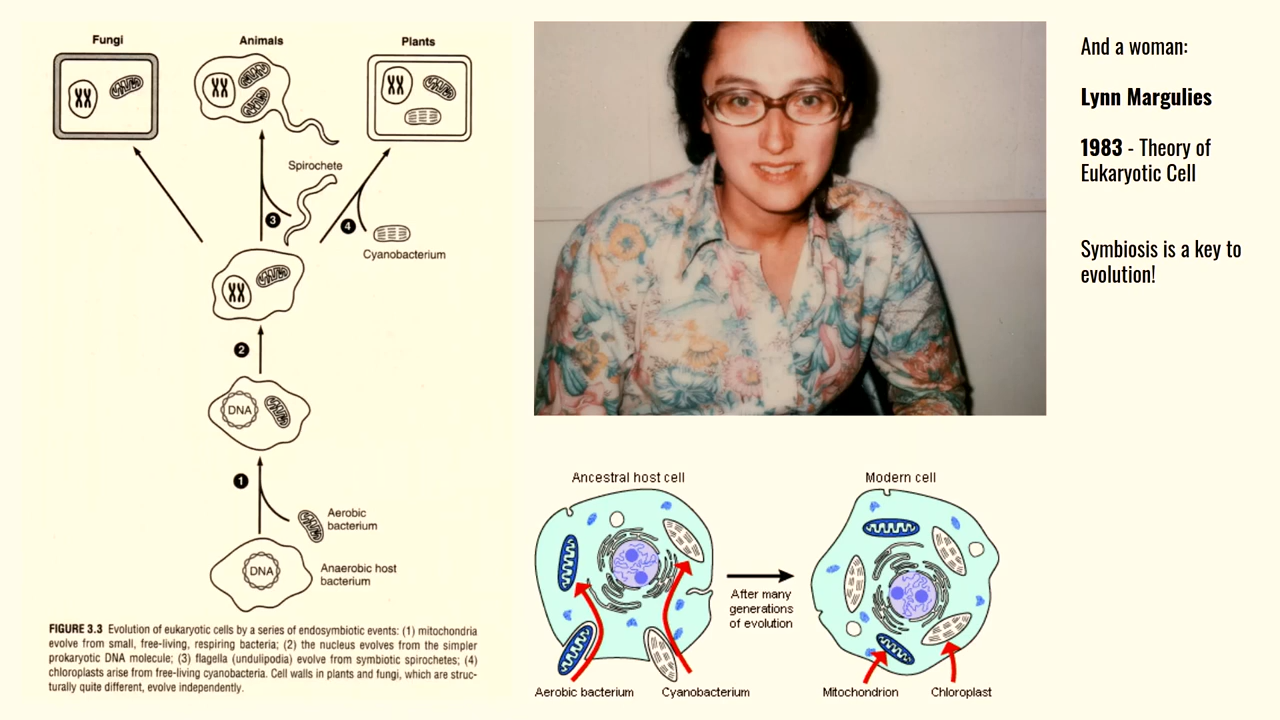 Fungi
Animals
Plants
Spirochete
3
4
Cyanobacterium
2
DNA
1
Aerobic
bacterium
DNA
Anaerobic host
bacterium
FIGURE 3.3 Evolution of eukaryotic cells by a series of endosymbiotic events: (1) mitochondria
evolve from small, free-living, respiring bacteria; (2) the nucleus evolves from the simpler
prokaryotic DNA molecule; (3) flagella (undulipodia) evolve from symbiotic spirochetes; (4)
chloroplasts arise from free-living cyanobacteria. Cell walls in plants and fungi, which are struc-
turally quite different, evolve independently.
And a woman:
Lynn Margulies
1983 - Theory of
Eukaryotic Cell
Symbiosis is a key to
evolution!
Ancestral host cell
Modern cell
After many
generations
of evolution
Aerobic bacterium
Cyanobacterium
Mitochondrion
Chloroplast